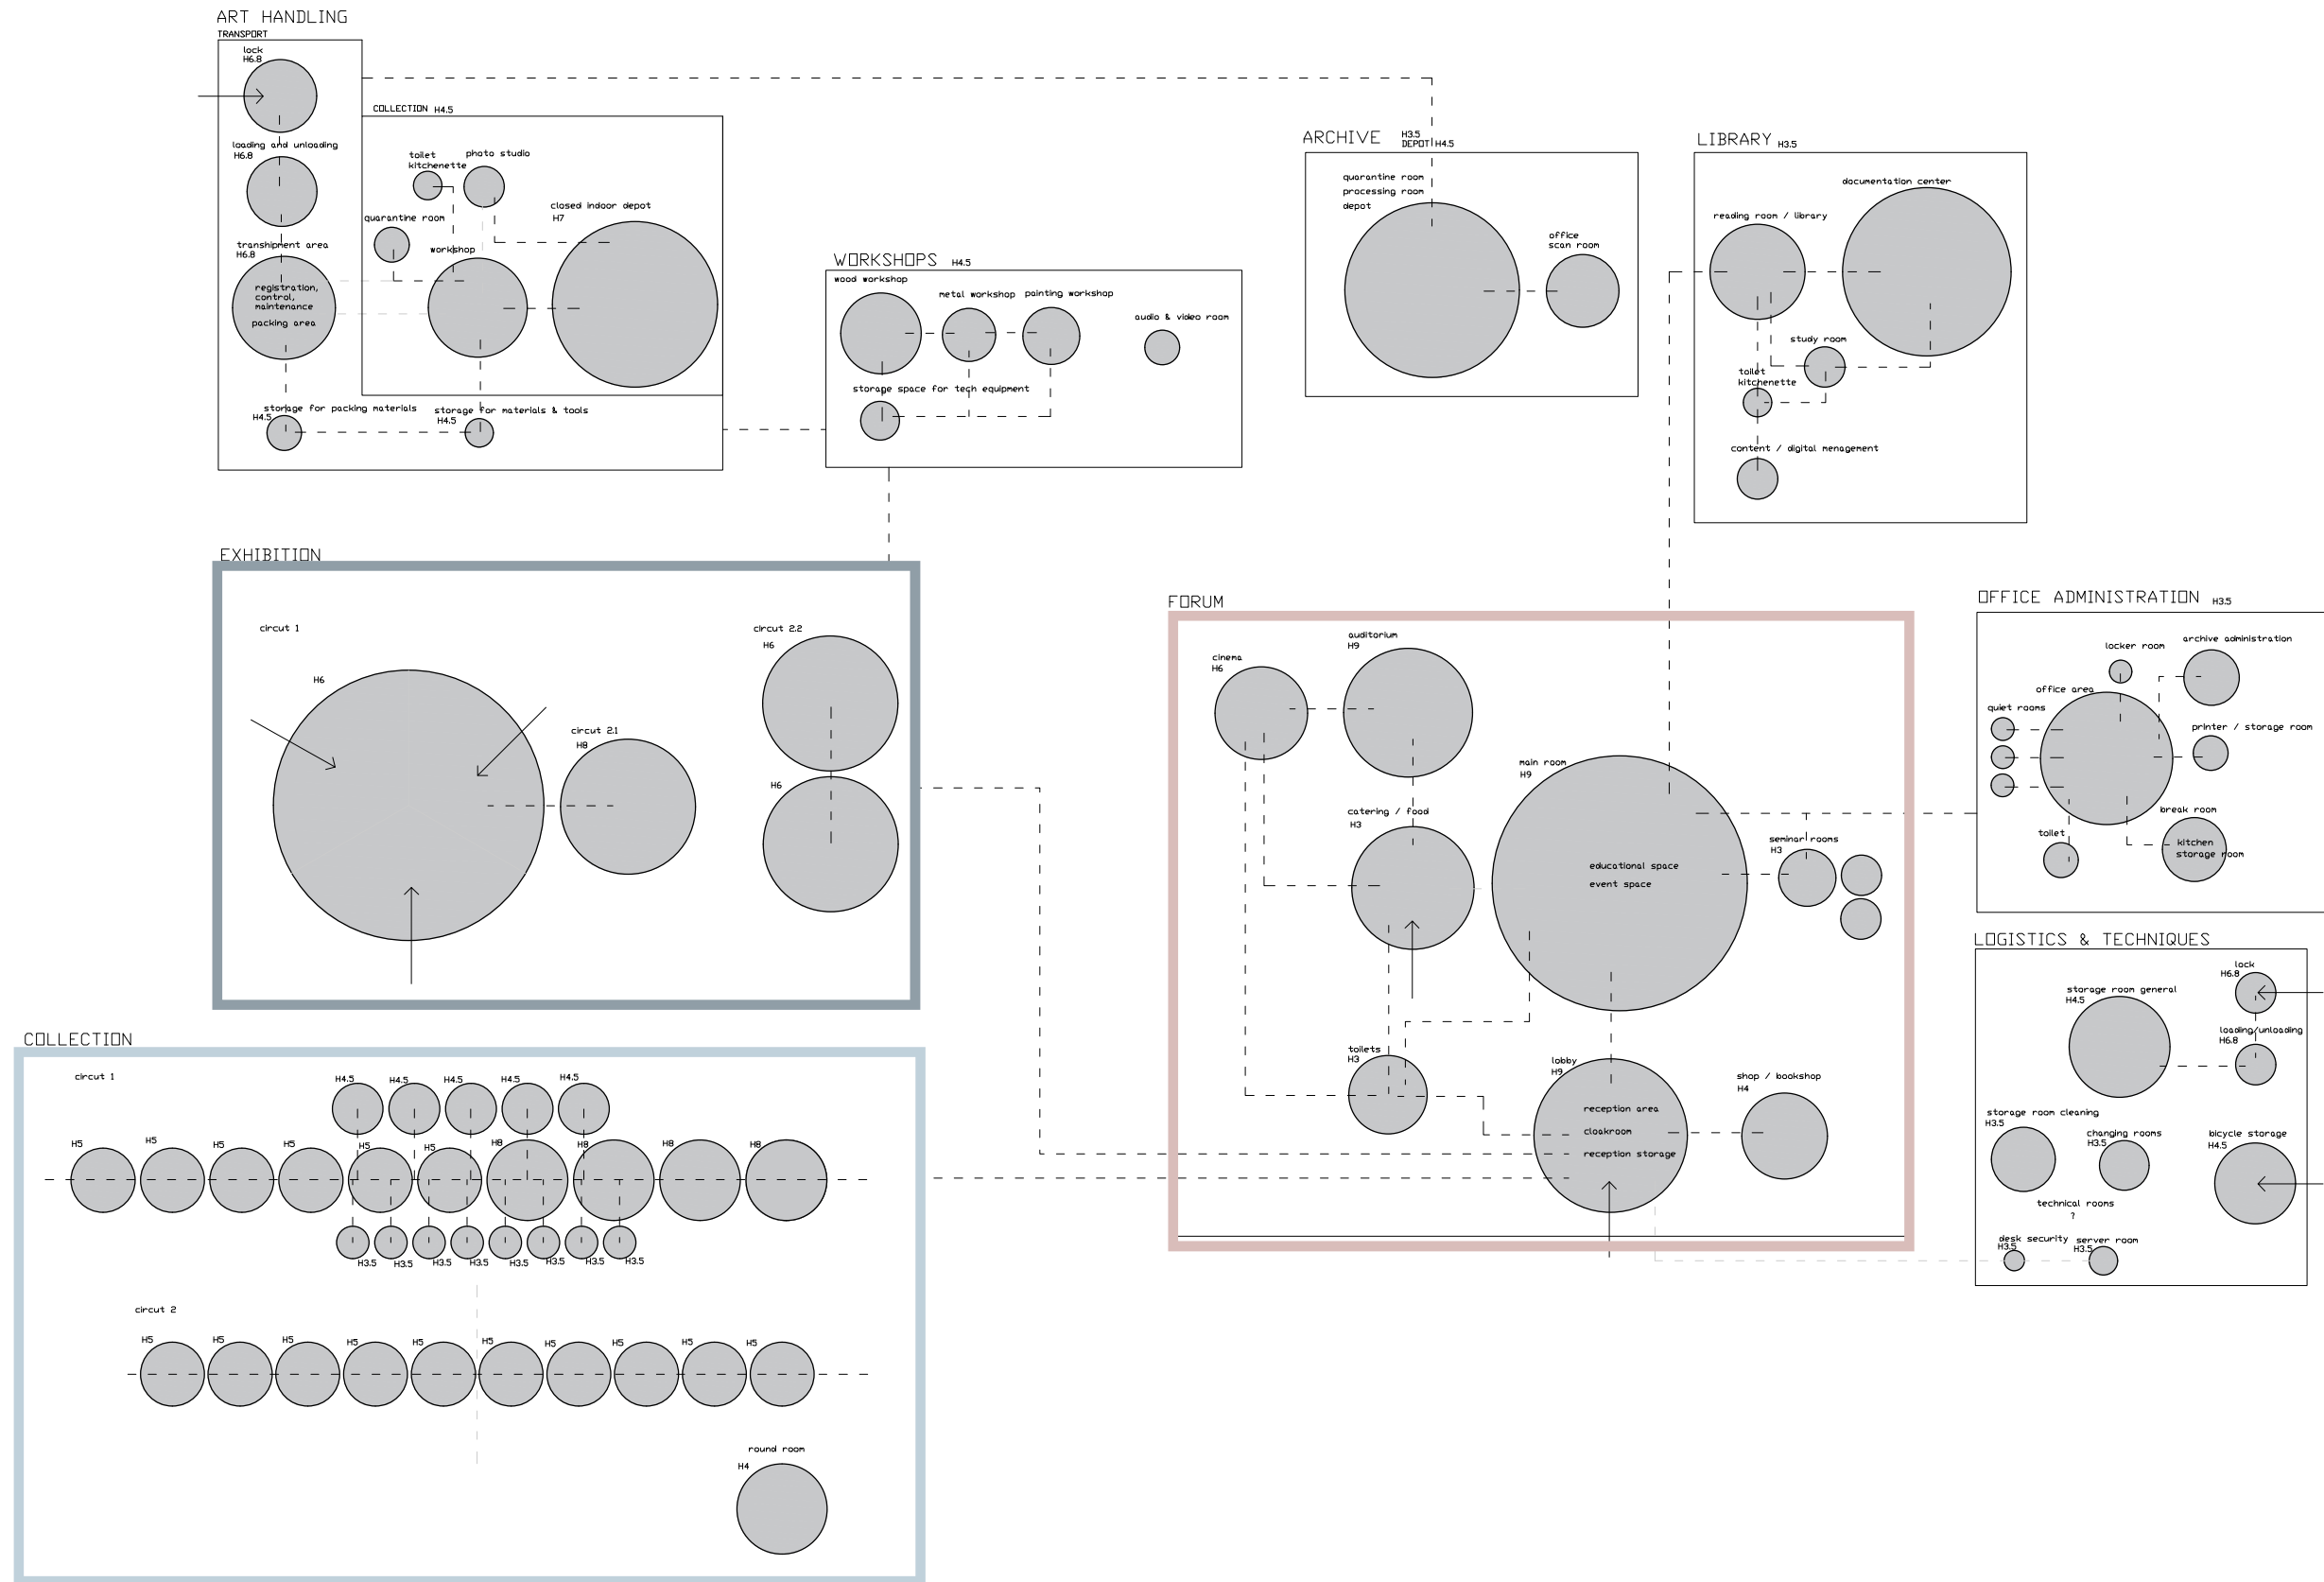 ART HANDLING
TRANSPORT
lock
H6.8
loading and unloading
H6.8
transhipment area
H6.8
registration,
control,
maintenance
packing area
storage for packing materials
H4.5
storage for materials & tools
H4.5
COLLECTION H4.5
toilet
kitchenette
photo studio
quarantine room
workshop
closed indoor depot
H7
WORKSHOPS H4.5
wood workshop
metal workshop
painting workshop
audio & video room
storage space for tech equipment
ARCHIVE H3.5
DEPOT H4.5
quarantine room
processing room
depot
office
scan room
LIBRARY H3.5
documentation center
reading room / library
study room
toilet
kitchenette
content / digital menagement
EXHIBITION
circut 1
H6
circut 2.1
H8
circut 2.2
H6
H6
FORUM
cinema
H6
auditorium
H9
main room
H9
educational space
event space
catering / food
H3
seminar rooms
H3
toilets
H3
lobby
H9
reception area
cloakroom
reception storage
shop / bookshop
H4
OFFICE ADMINISTRATION H3.5
locker room
archive administration
office area
quiet rooms
printer / storage room
break room
kitchen
storage room
toilet
LOGISTICS & TECHNIQUES
lock
H6.8
storage room general
H4.5
loading/unloading
H6.8
storage room cleaning
H3.5
changing rooms
H3.5
bicycle storage
H4.5
technical rooms
?
desk security
H3.5
server room
H3.5
COLLECTION
circut 1
H4.5 H4.5 H4.5 H4.5 H4.5
H5 H5 H5 H5 H5 H5 H8 H8 H8 H8
H3.5 H3.5 H3.5 H3.5 H3.5 H3.5 H3.5 H3.5
circut 2
H5 H5 H5 H5 H5 H5 H5 H5 H5 H5
round room
H4